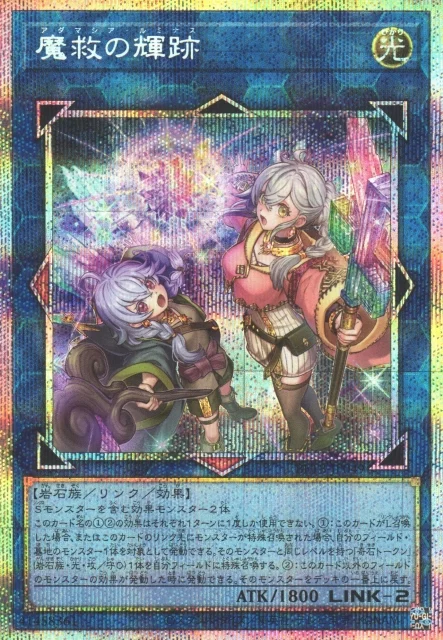 アダマシア・ルミナス
魔救の輝跡
光
【岩石族／リンク／効果】
Sモンスターを含む効果モンスター２体
このカード名の①②の効果はそれぞれ1ターンに1度しか使用できない。①：このカードがL召喚
した場合、またはこのカードのリンク先にモンスターが特殊召喚された場合、自分のフィールド・
墓地のモンスター1体を対象として発動できる。そのモンスターと同じレベルを持つ「奇石トークン」
（岩石族・光・攻／守０）1体を自分フィールドに特殊召喚する。②：このカード以外のフィールド
のモンスターの効果が発動した時に発動できる。そのモンスターをデッキの一番上に戻す。
ATK/1800 LINK-2